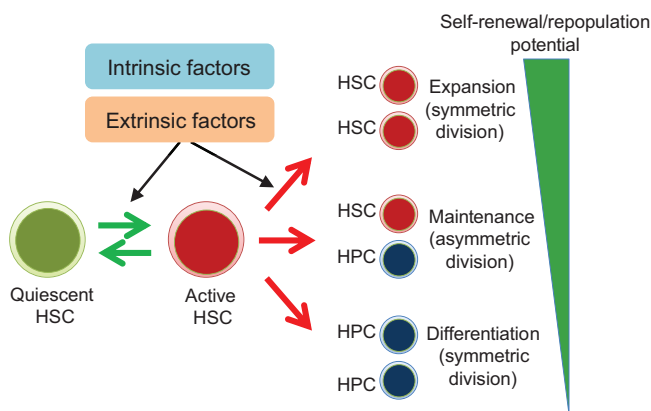 Self-renewal/repopulation
potential
Intrinsic factors
Extrinsic factors
HSC
HSC
Expansion
(symmetric
division)
HSC
HPC
Maintenance
(asymmetric
division)
Quiescent
HSC
Active
HSC
HPC
HPC
Differentiation
(symmetric
division)